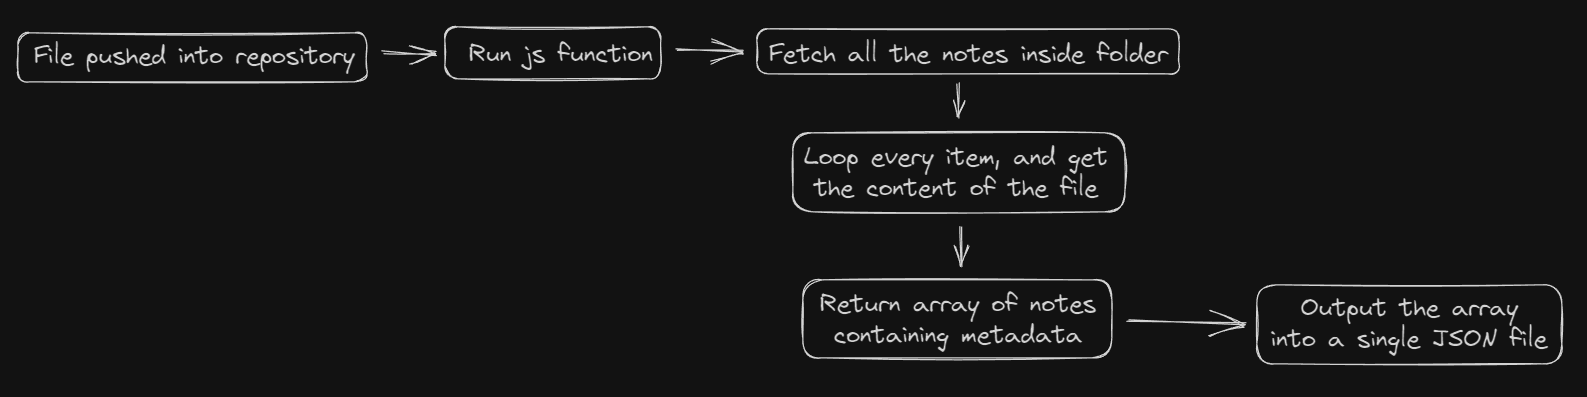 File pushed into repository
Run js function
Fetch all the notes inside folder
Loop every item, and get
the content of the file
Return array of notes
containing metadata
Output the array
into a single JSON file